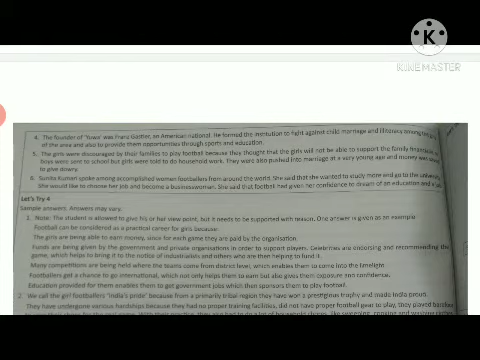 K
KINEMASTER
4. The founder of 'Yuwa' was Franz Gastler, an American national. He formed the institution to fight against child marriage and illiteracy among the
of the area and also to provide them opportunities through sports and education.
5. The girls were discouraged by their families to play football because they thought that the girls will not be able to support the family financially
boys were sent to school but girls were told to do household work. They were also pushed into marriage at a very young age and money was
to give dowry.
6. Sunita Kumari spoke among accomplished women footballers from around the world. She said that she wanted to study more and go to the university
She would like to choose her job and become a businesswoman. She said that football had given her confidence to dream of an education and a
Let's Try 4
Sample answers. Answers may vary.
1. Note: The student is allowed to give his or her view point, but it needs to be supported with reason. One answer is given as an example:
Football can be considered as a practical career for girls because:
The girls are being able to earn money, since for each game they are paid by the organisation.
Funds are being given by the government and private organisations in order to support players. Celebrities are endorsing and recommending the
game, which helps to bring it to the notice of industrialists and others who are then helping to fund it.
Many competitions are being held where the teams come from district level, which enables them to come into the limelight.
Footballers get a chance to go international, which not only helps them to earn but also gives them exposure and confidence.
Education provided for them enables them to get government jobs which then sponsors them to play football.
2. We call the girl footballers 'India's pride' because from a primarily tribal region they have won a prestigious trophy and made India proud.
They have undergone various hardships because they had no proper training facilities, did not have proper football gear to play, they played barefoot